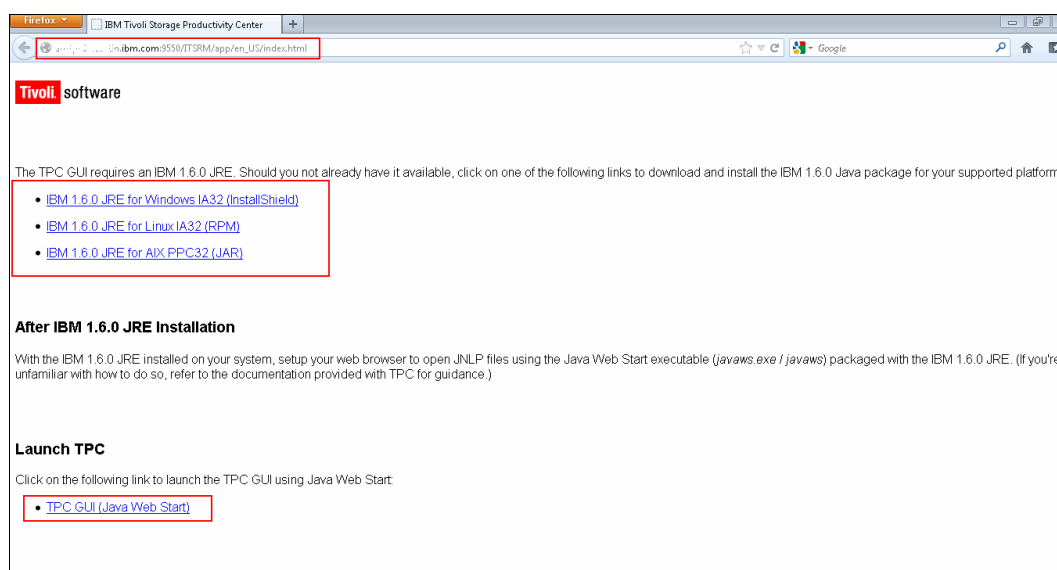 Firefox
IBM Tivoli Storage Productivity Center
+
.ibm.com:9550/ITSRM/app/en_US/index.html
Google
Tivoli. software
The TPC GUI requires an IBM 1.6.0 JRE. Should you not already have it available, click on one of the following links to download and install the IBM 1.6.0 Java package for your supported platform
• IBM 1.6.0 JRE for Windows IA32 (InstallShield)
• IBM 1.6.0 JRE for Linux IA32 (RPM)
• IBM 1.6.0 JRE for AIX PPC32 (JAR)
After IBM 1.6.0 JRE Installation
With the IBM 1.6.0 JRE installed on your system, setup your web browser to open JNLP files using the Java Web Start executable (javaws.exe / javaws) packaged with the IBM 1.6.0 JRE. (If you're
unfamiliar with how to do so, refer to the documentation provided with TPC for guidance.)
Launch TPC
Click on the following link to launch the TPC GUI using Java Web Start:
• TPC GUI (Java Web Start)